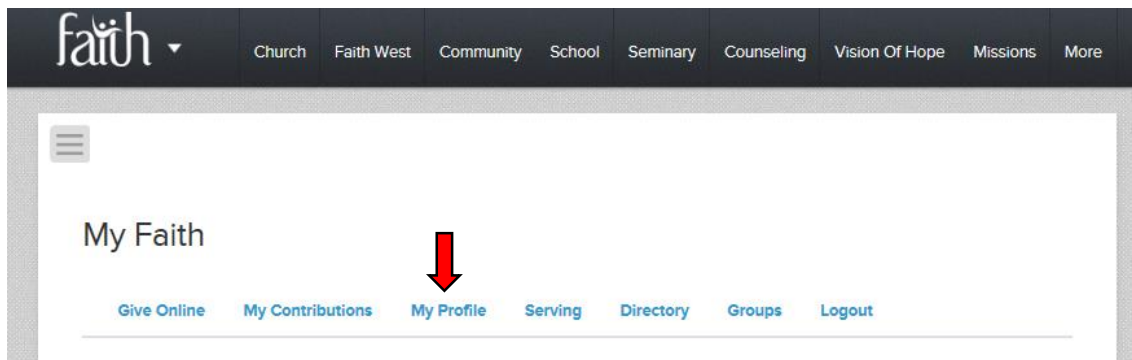 faith Church Faith West Community School Seminary Counseling Vision Of Hope Missions More
My Faith
Give Online My Contributions My Profile Serving Directory Groups Logout